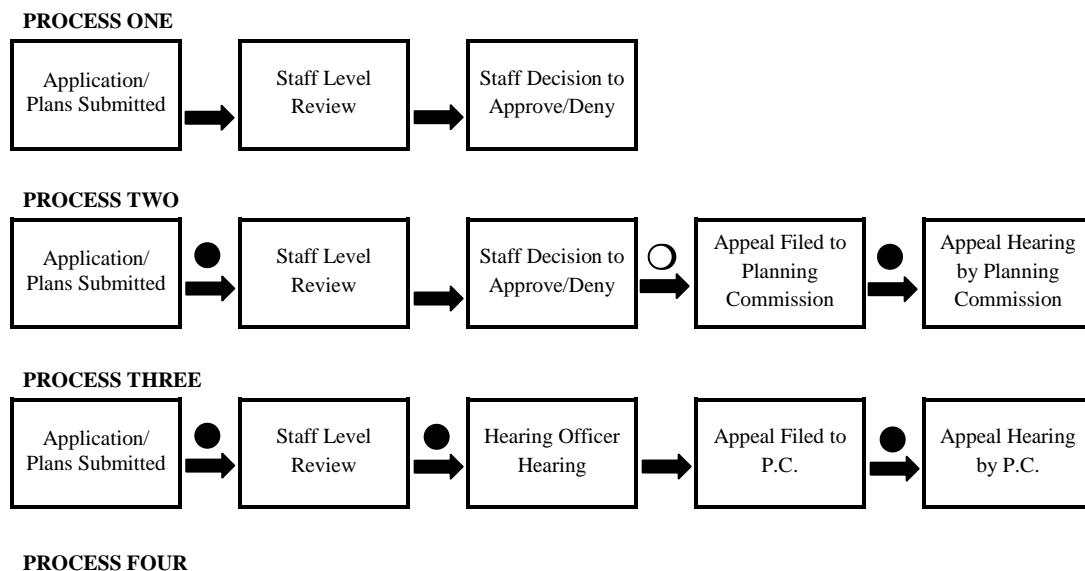 PROCESS ONE
Application/
Plans Submitted
Staff Level
Review
Staff Decision to
Approve/Deny
PROCESS TWO
Application/
Plans Submitted
Staff Level
Review
Staff Decision to
Approve/Deny
Appeal Filed to
Planning
Commission
Appeal Hearing
by Planning
Commission
PROCESS THREE
Application/
Plans Submitted
Staff Level
Review
Hearing Officer
Hearing
Appeal Filed to
P.C.
Appeal Hearing
by P.C.
PROCESS FOUR